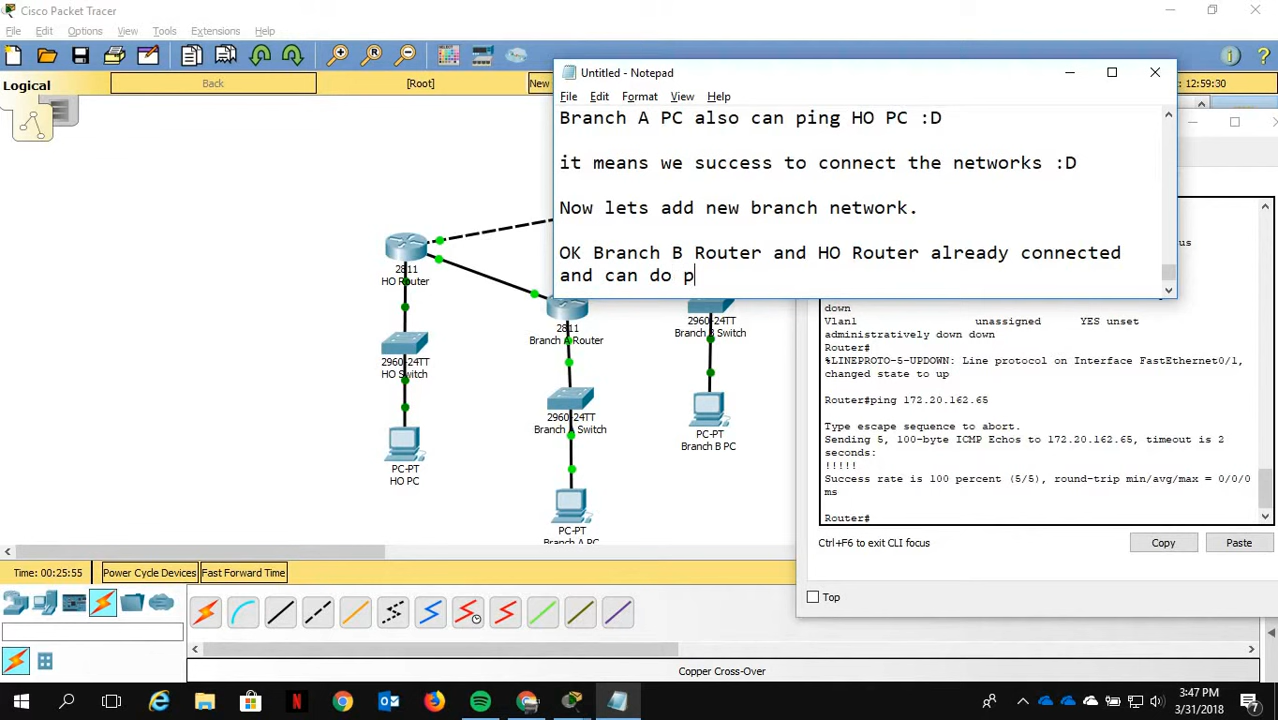 Cisco Packet Tracer
File Edit Options View Tools Extensions Help
Logical
Back
[Root]
New
12:59:30
Untitled - Notepad
File Edit Format View Help
Branch A PC also can ping HO PC :D
it means we success to connect the networks :D
Now lets add new branch network.
OK Branch B Router and HO Router already connected
and can do p
2811
HO Router
2811
Branch A Router
2960-24TT
Branch B Switch
2960-24TT
HO Switch
2960-24TT
Branch A Switch
PC-PT
Branch B PC
PC-PT
HO PC
PC-PT
Branch A PC
us
down
Vlan1 unassigned YES unset
administratively down down
Router#
%LINEPROTO-5-UPDOWN: Line protocol on Interface FastEthernet0/1,
changed state to up
Router#ping 172.20.162.65
Type escape sequence to abort.
Sending 5, 100-byte ICMP Echos to 172.20.162.65, timeout is 2
seconds:
!!!!!
Success rate is 100 percent (5/5), round-trip min/avg/max = 0/0/0
ms
Router#
Ctrl+F6 to exit CLI focus
Copy
Paste
Top
Time: 00:25:55
Power Cycle Devices
Fast Forward Time
Copper Cross-Over
3:47 PM
3/31/2018
7